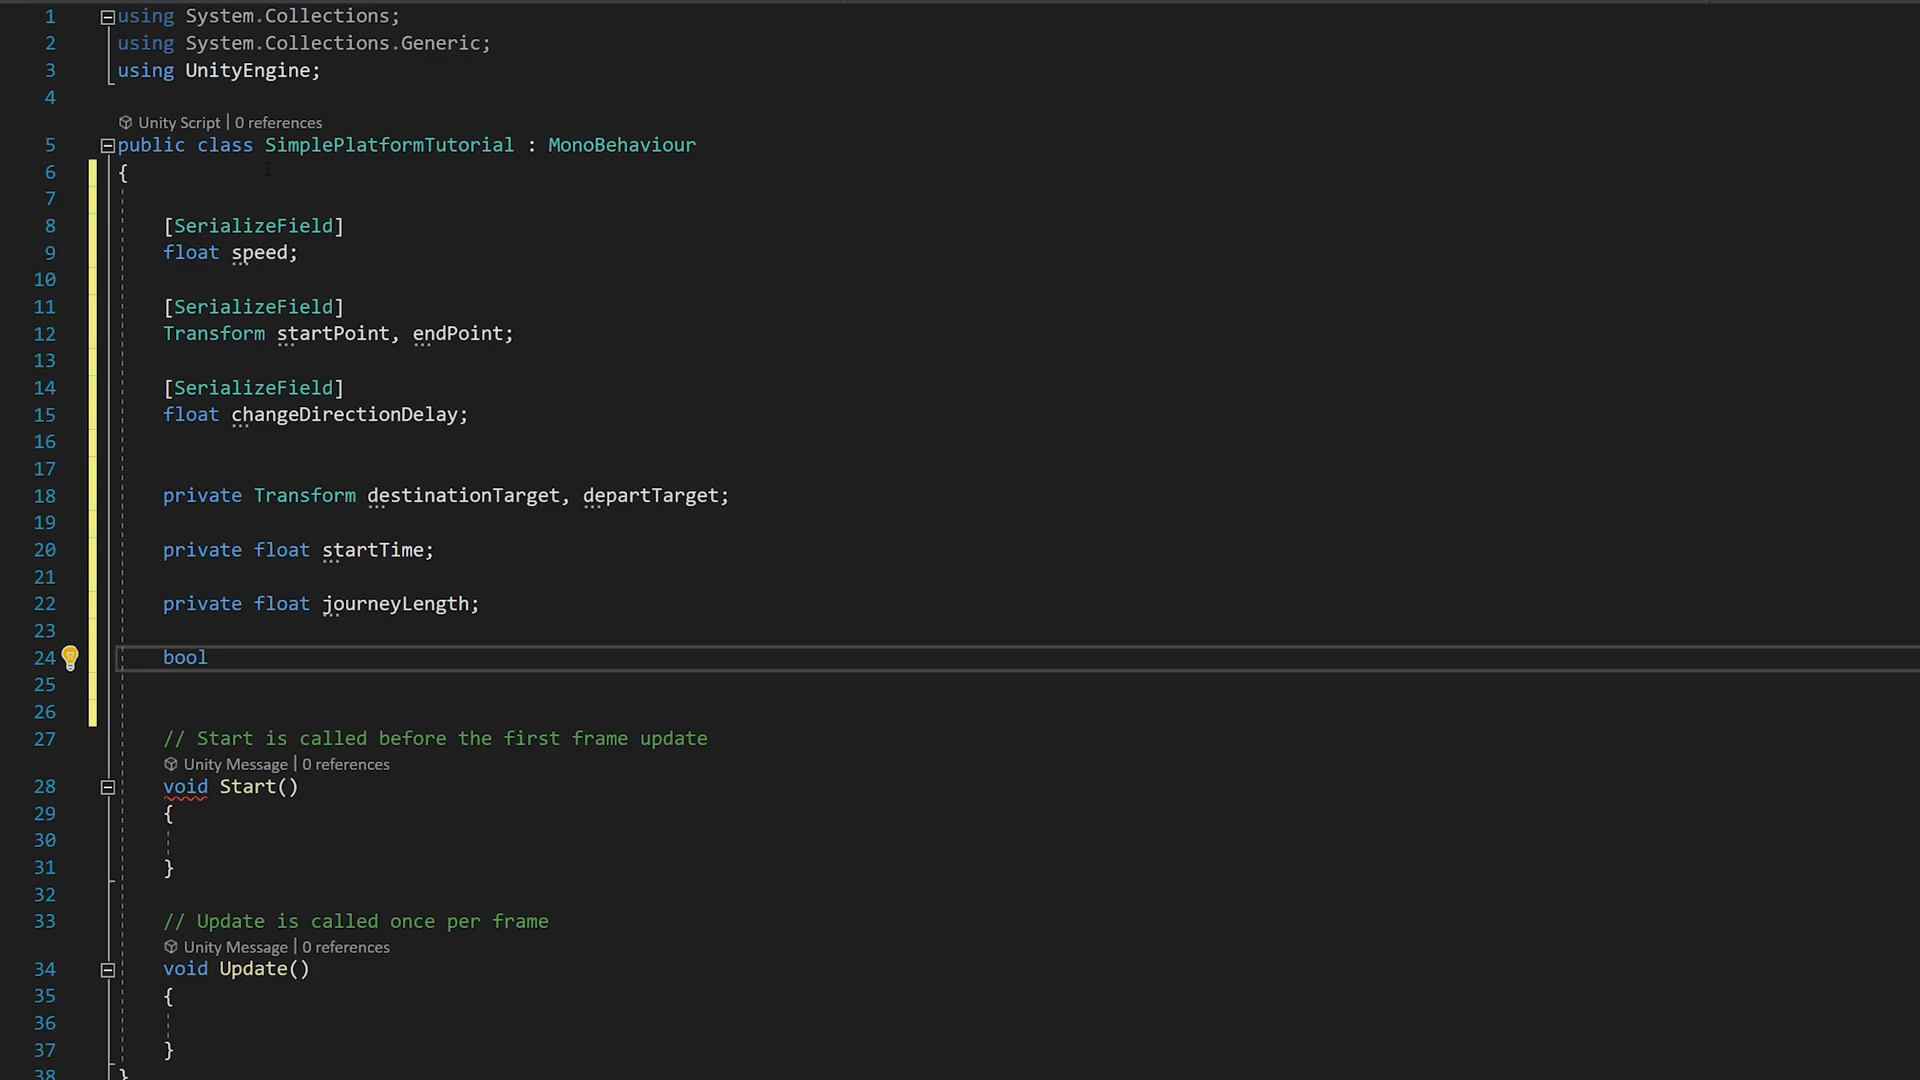 1 using System.Collections;
2 using System.Collections.Generic;
3 using UnityEngine;
4
Unity Script | 0 references
5 public class SimplePlatformTutorial : MonoBehaviour
6 {
7
8 [SerializeField]
9 float speed;
10
11 [SerializeField]
12 Transform startPoint, endPoint;
13
14 [SerializeField]
15 float changeDirectionDelay;
16
17
18 private Transform destinationTarget, departTarget;
19
20 private float startTime;
21
22 private float journeyLength;
23
24 bool
25
26
27 // Start is called before the first frame update
Unity Message | 0 references
28 void Start()
29 {
30
31 }
32
33 // Update is called once per frame
Unity Message | 0 references
34 void Update()
35 {
36
37 }
38 }